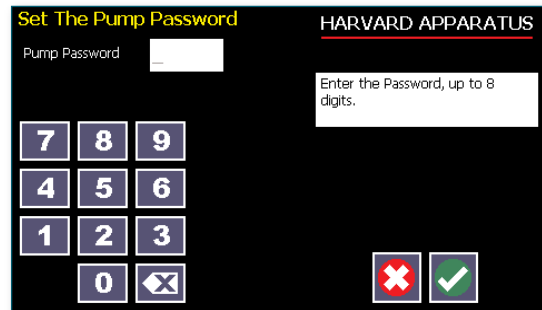 Set The Pump Password
HARVARD APPARATUS
Pump Password _
Enter the Password, up to 8
digits.
7 8 9
4 5 6
1 2 3
0